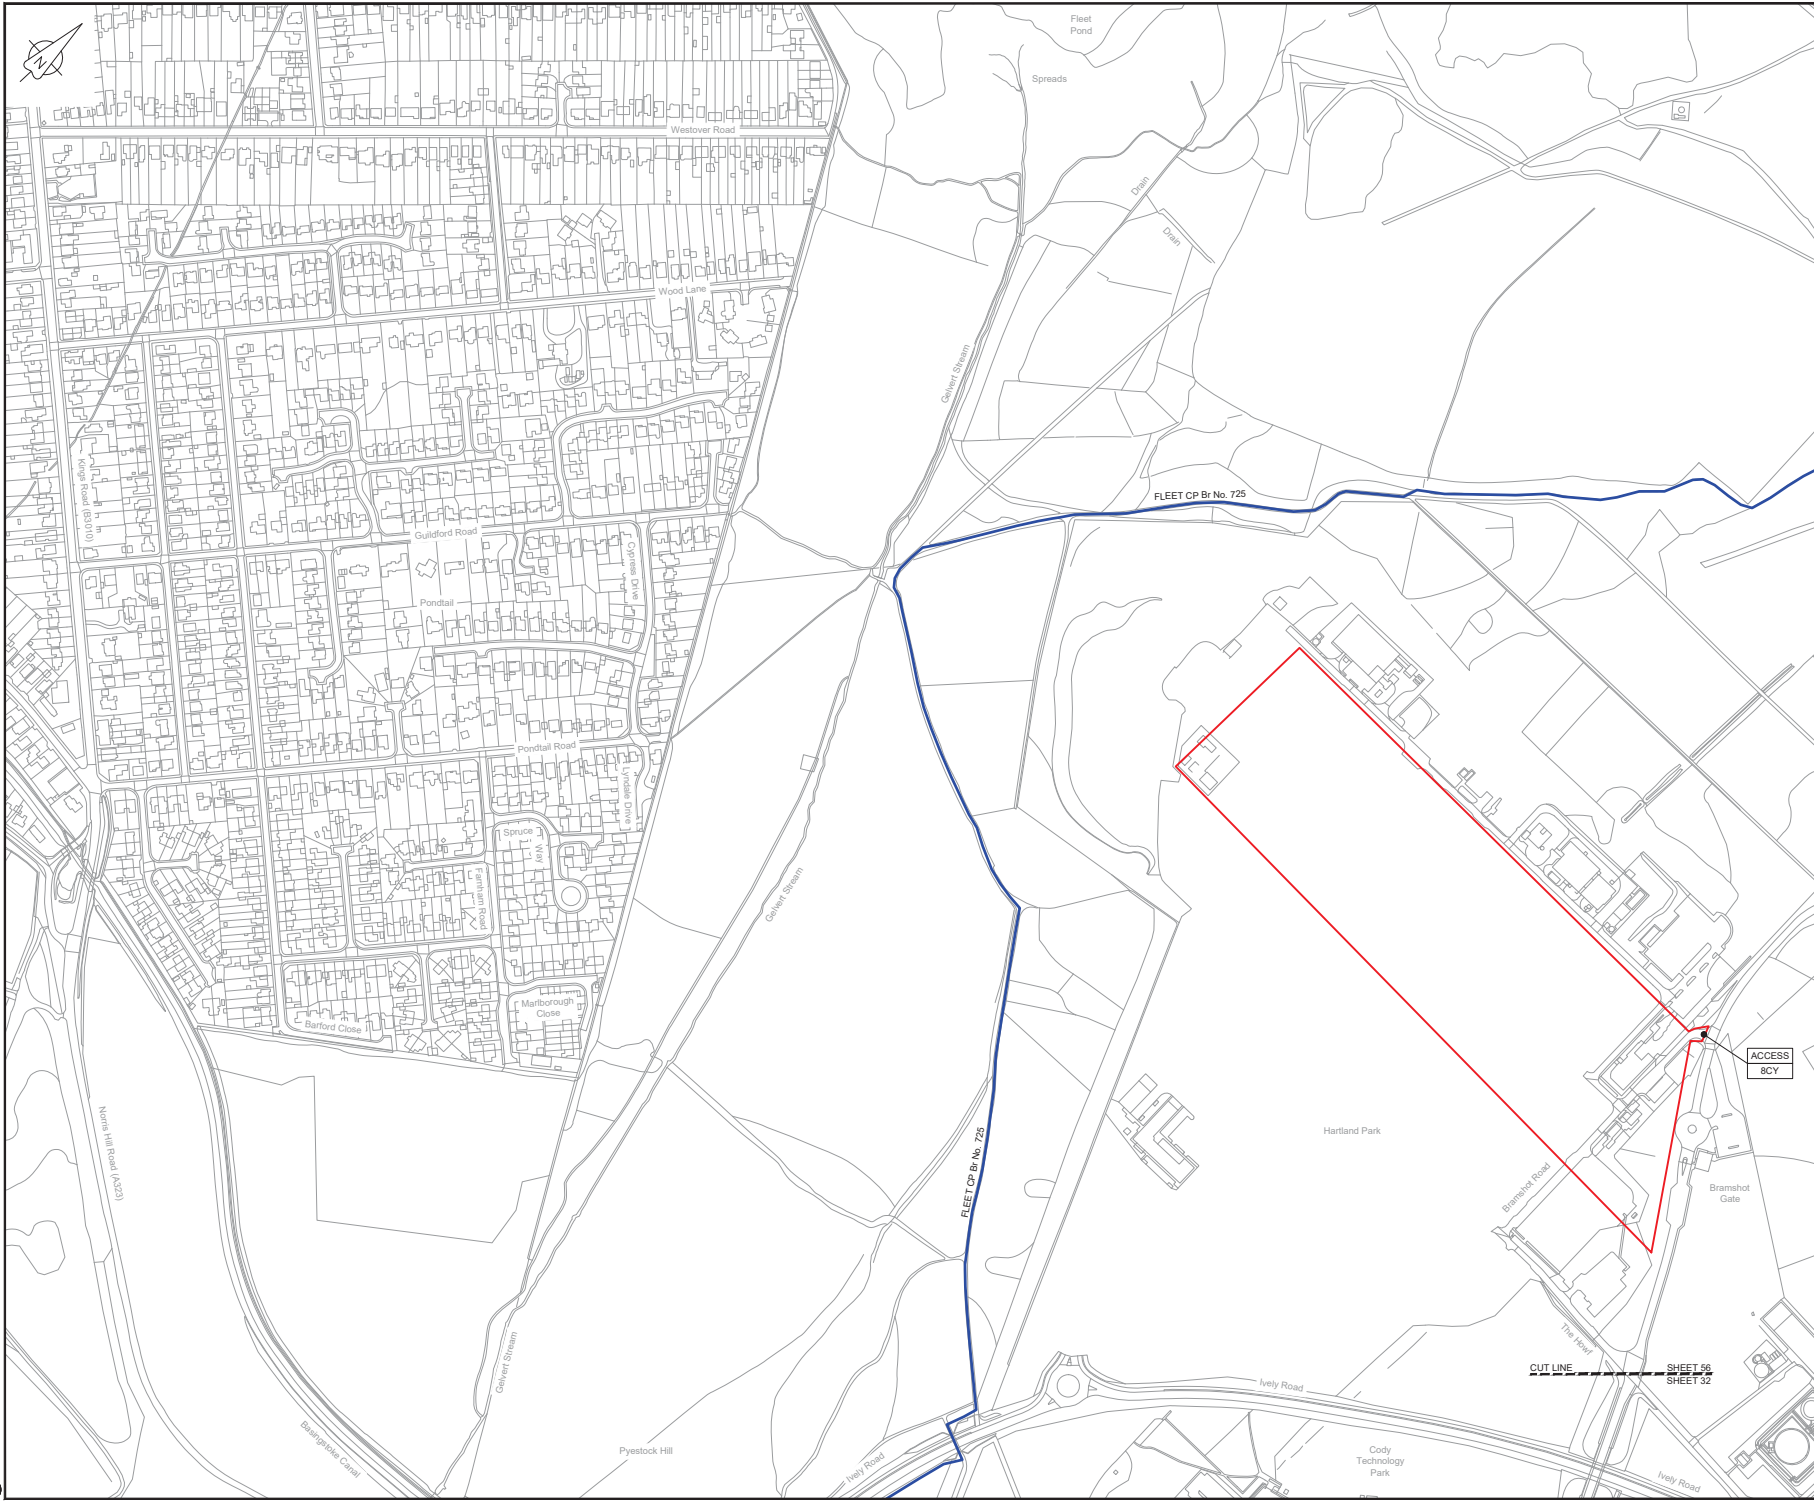 N
Fleet
Pond
Spreads
Westover Road
Drain
Drain
Wood Lane
Gelvert Stream
Kings Road (B3010)
FLEET CP Br No. 725
Guildford Road
Cypress Drive
Pondtail
Pondtail Road
Lyndale Drive
Spruce
Way
Farnham Road
Gelvert Stream
Marlborough
Close
Barford Close
ACCESS
8CY
Norris Hill Road (A323)
FLEET CP Br No. 725
Hartland Park
Bramshot Road
Bramshot
Gate
The Howf
CUT LINE
SHEET 56
SHEET 32
Gelvert Stream
Ively Road
Basingstoke Canal
Pyestock Hill
Ively Road
Cody
Technology
Park
Ively Road